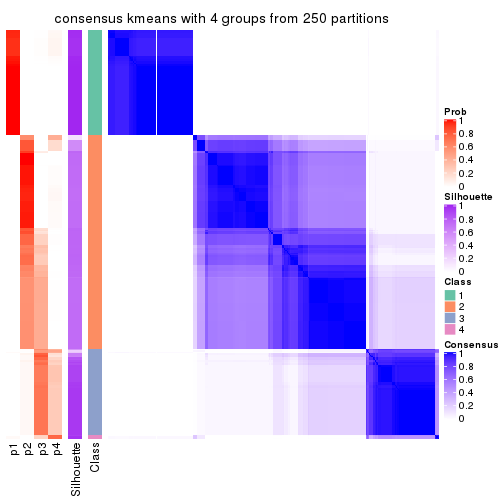 consensus kmeans with 4 groups from 250 partitions
Prob
1
0.8
0.6
0.4
0.2
0
Silhouette
1
0.8
0.6
0.4
0.2
0
Class
1
2
3
4
Consensus
1
0.8
0.6
0.4
0.2
0
p1
p2
p3
p4
Silhouette
Class